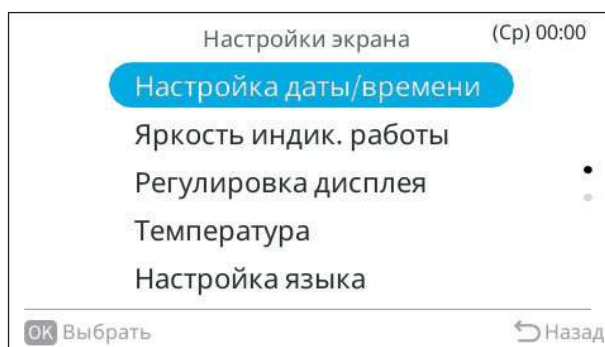 Настройки экрана (Ср) 00:00
Настройка даты/времени
Яркость индик. работы
Регулировка дисплея
Температура
Настройка языка
OK Выбрать Назад